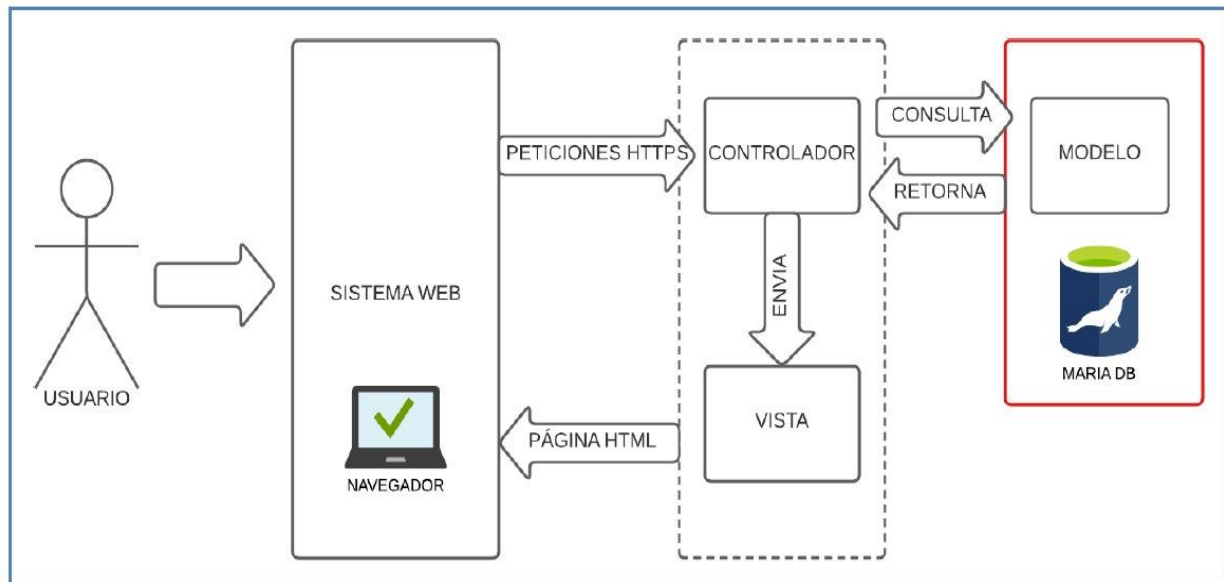 USUARIO
SISTEMA WEB
NAVEGADOR
PETICIONES HTTPS
CONTROLADOR
CONSULTA
RETORNA
MODELO
MARIA DB
ENVIA
VISTA
PÁGINA HTML